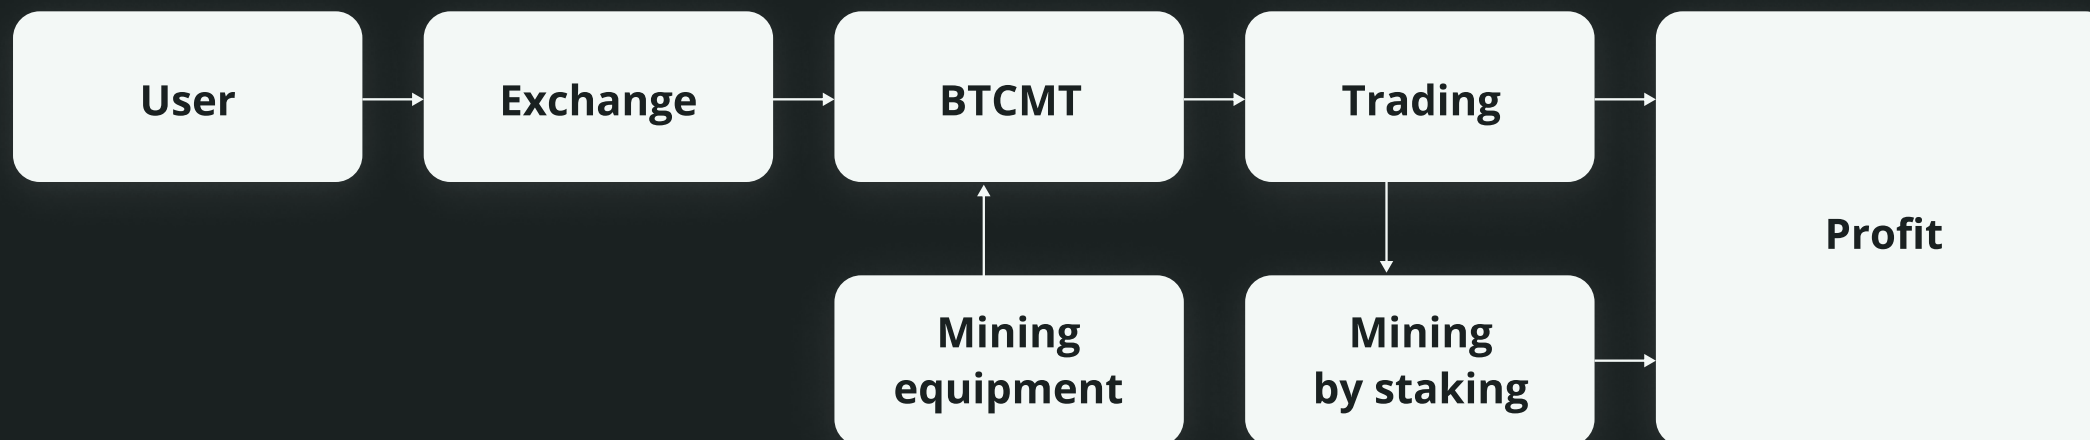 User
Exchange
BTCMT
Trading
Profit
Mining
equipment
Mining
by staking